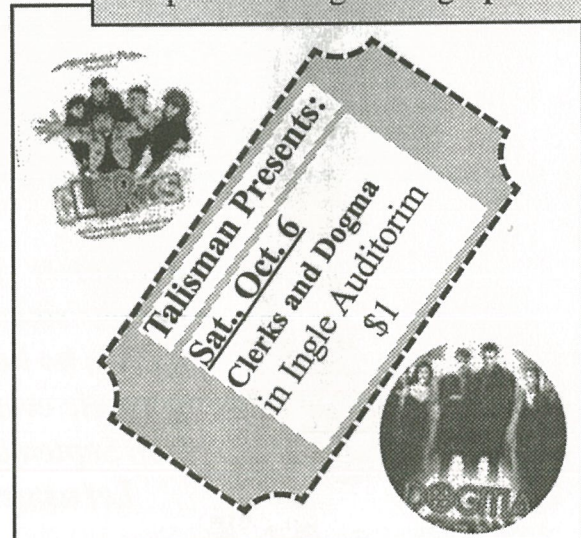 Talisman Presents:
Sat., Oct. 6
Clerks and Dogma
in Ingle Auditorim
$1
CLERKS
DOGMA